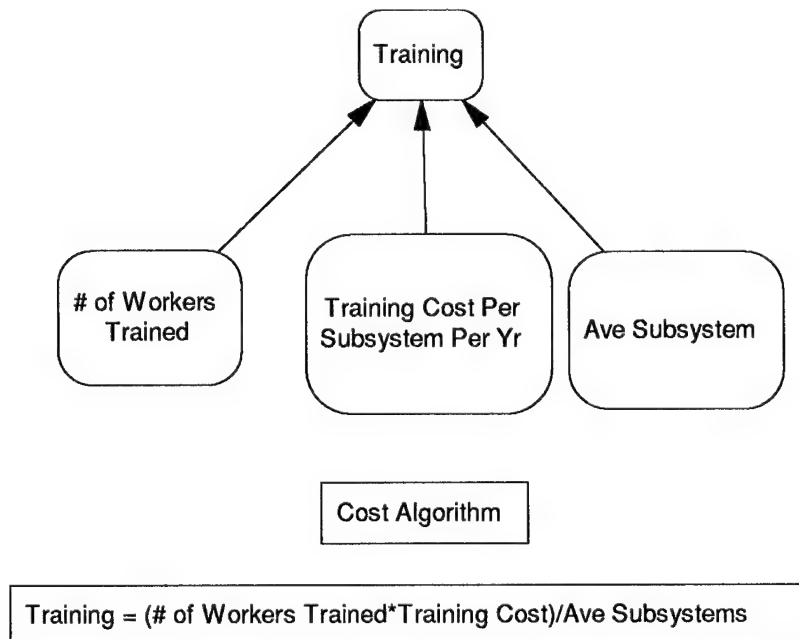 Training
# of Workers
Trained
Training Cost Per
Subsystem Per Yr
Ave Subsystem
Cost Algorithm
Training = (# of Workers Trained*Training Cost)/Ave Subsystems